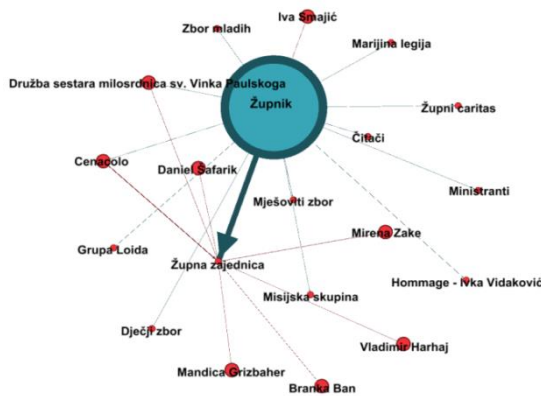 Iva Smajić
Zbor mladih
Marijina legija
Družba sestara milosrdnica sv. Vinka Paulskoga
Župnik
Župni caritas
Čitači
Cenacolo
Daniel Šafarik
Ministranti
Mješoviti zbor
Mirena Zake
Grupa Loida
Župna zajednica
Hommage - Ivka Vidaković
Misijska skupina
Dječji zbor
Vladimir Harhaj
Mandica Grizbaher
Branka Ban